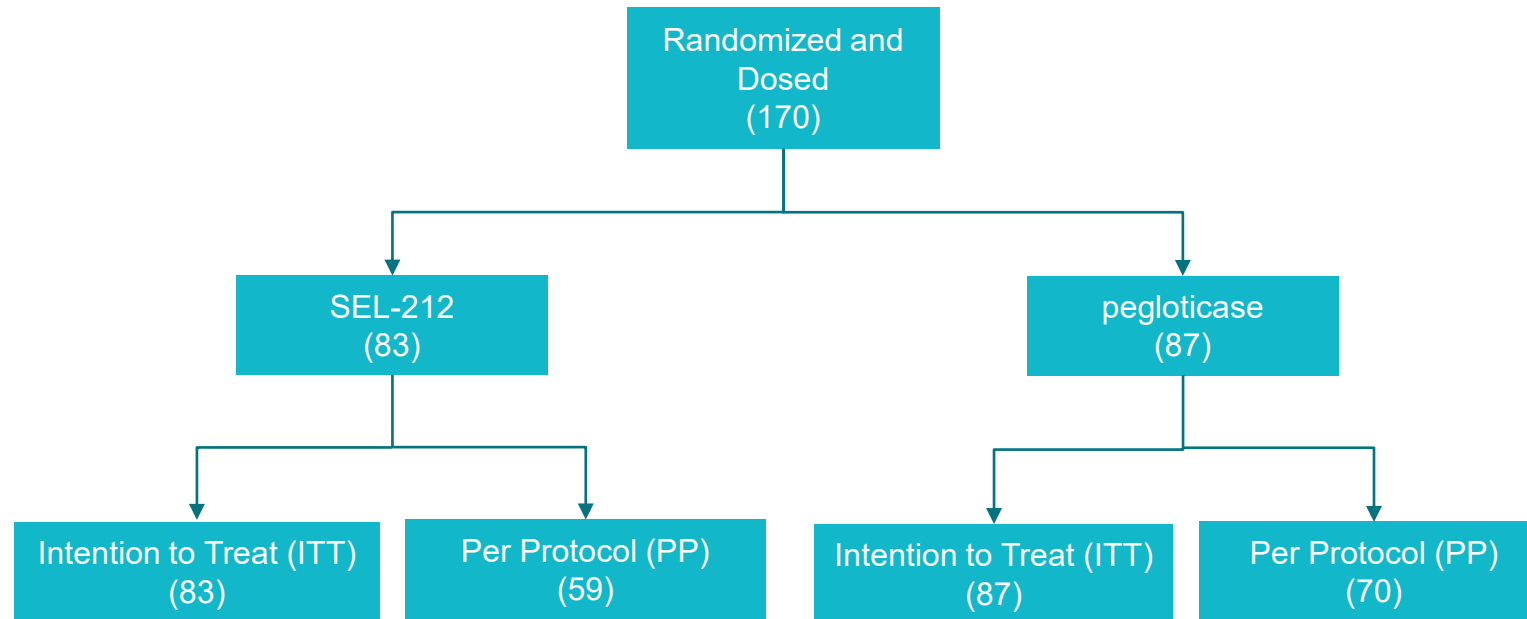 Randomized and
Dosed
(170)
SEL-212
(83)
pegloticase
(87)
Intention to Treat (ITT)
(83)
Per Protocol (PP)
(59)
Intention to Treat (ITT)
(87)
Per Protocol (PP)
(70)